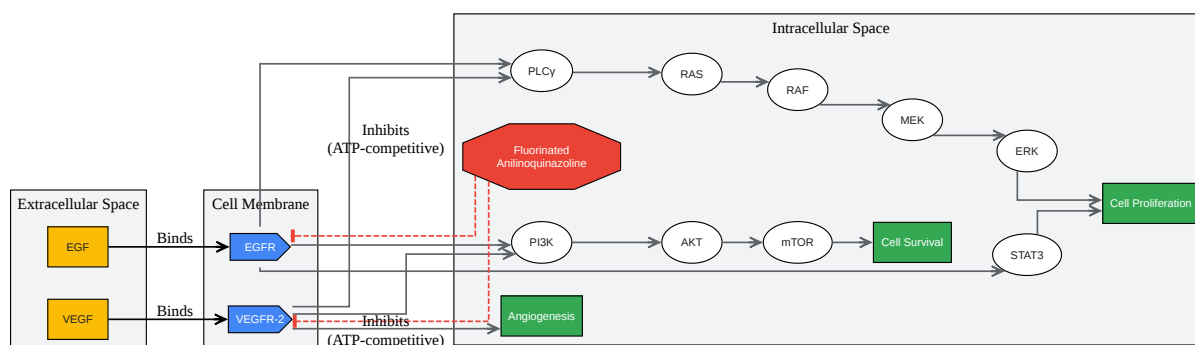 Intracellular Space
PLCγ
RAS
RAF
MEK
ERK
Inhibits
(ATP-competitive)
Fluorinated
Anilinoquinazoline
Extracellular Space
Cell Membrane
Cell Proliferation
EGF
Binds
EGFR
PI3K
AKT
mTOR
Cell Survival
STAT3
VEGF
Binds
VEGFR-2
Inhibits
(ATP-competitive)
Angiogenesis